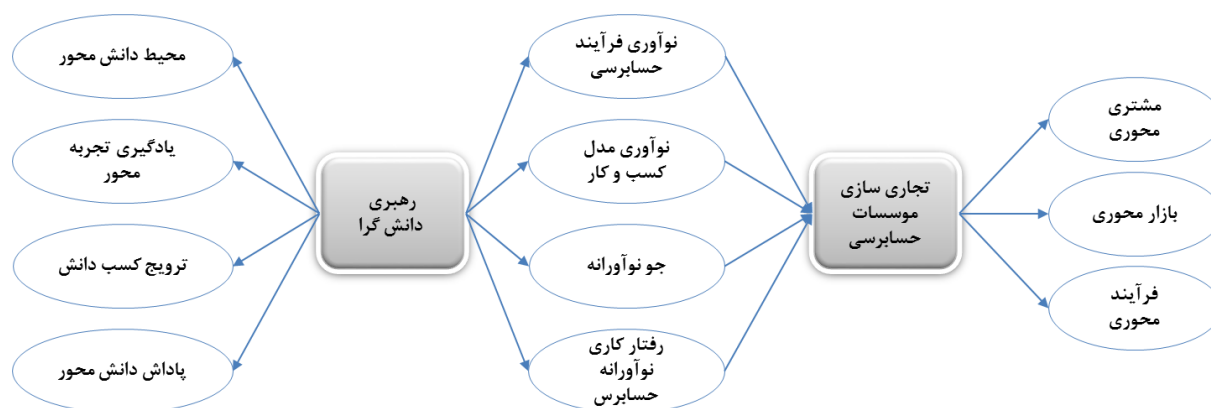 محیط دانش محور
یادگیری تجربه
محور
ترویج کسب دانش
پاداش دانش محور
رهبری
دانش گرا
نوآوری فرآیند
حسابرسی
نوآوری مدل
کسب و کار
جو نوآورانه
رفتار کاری
نوآورانه
حسابرس
تجاری سازی
موسسات
حسابرسی
مشتری
محوری
بازار محوری
فرآیند
محوری